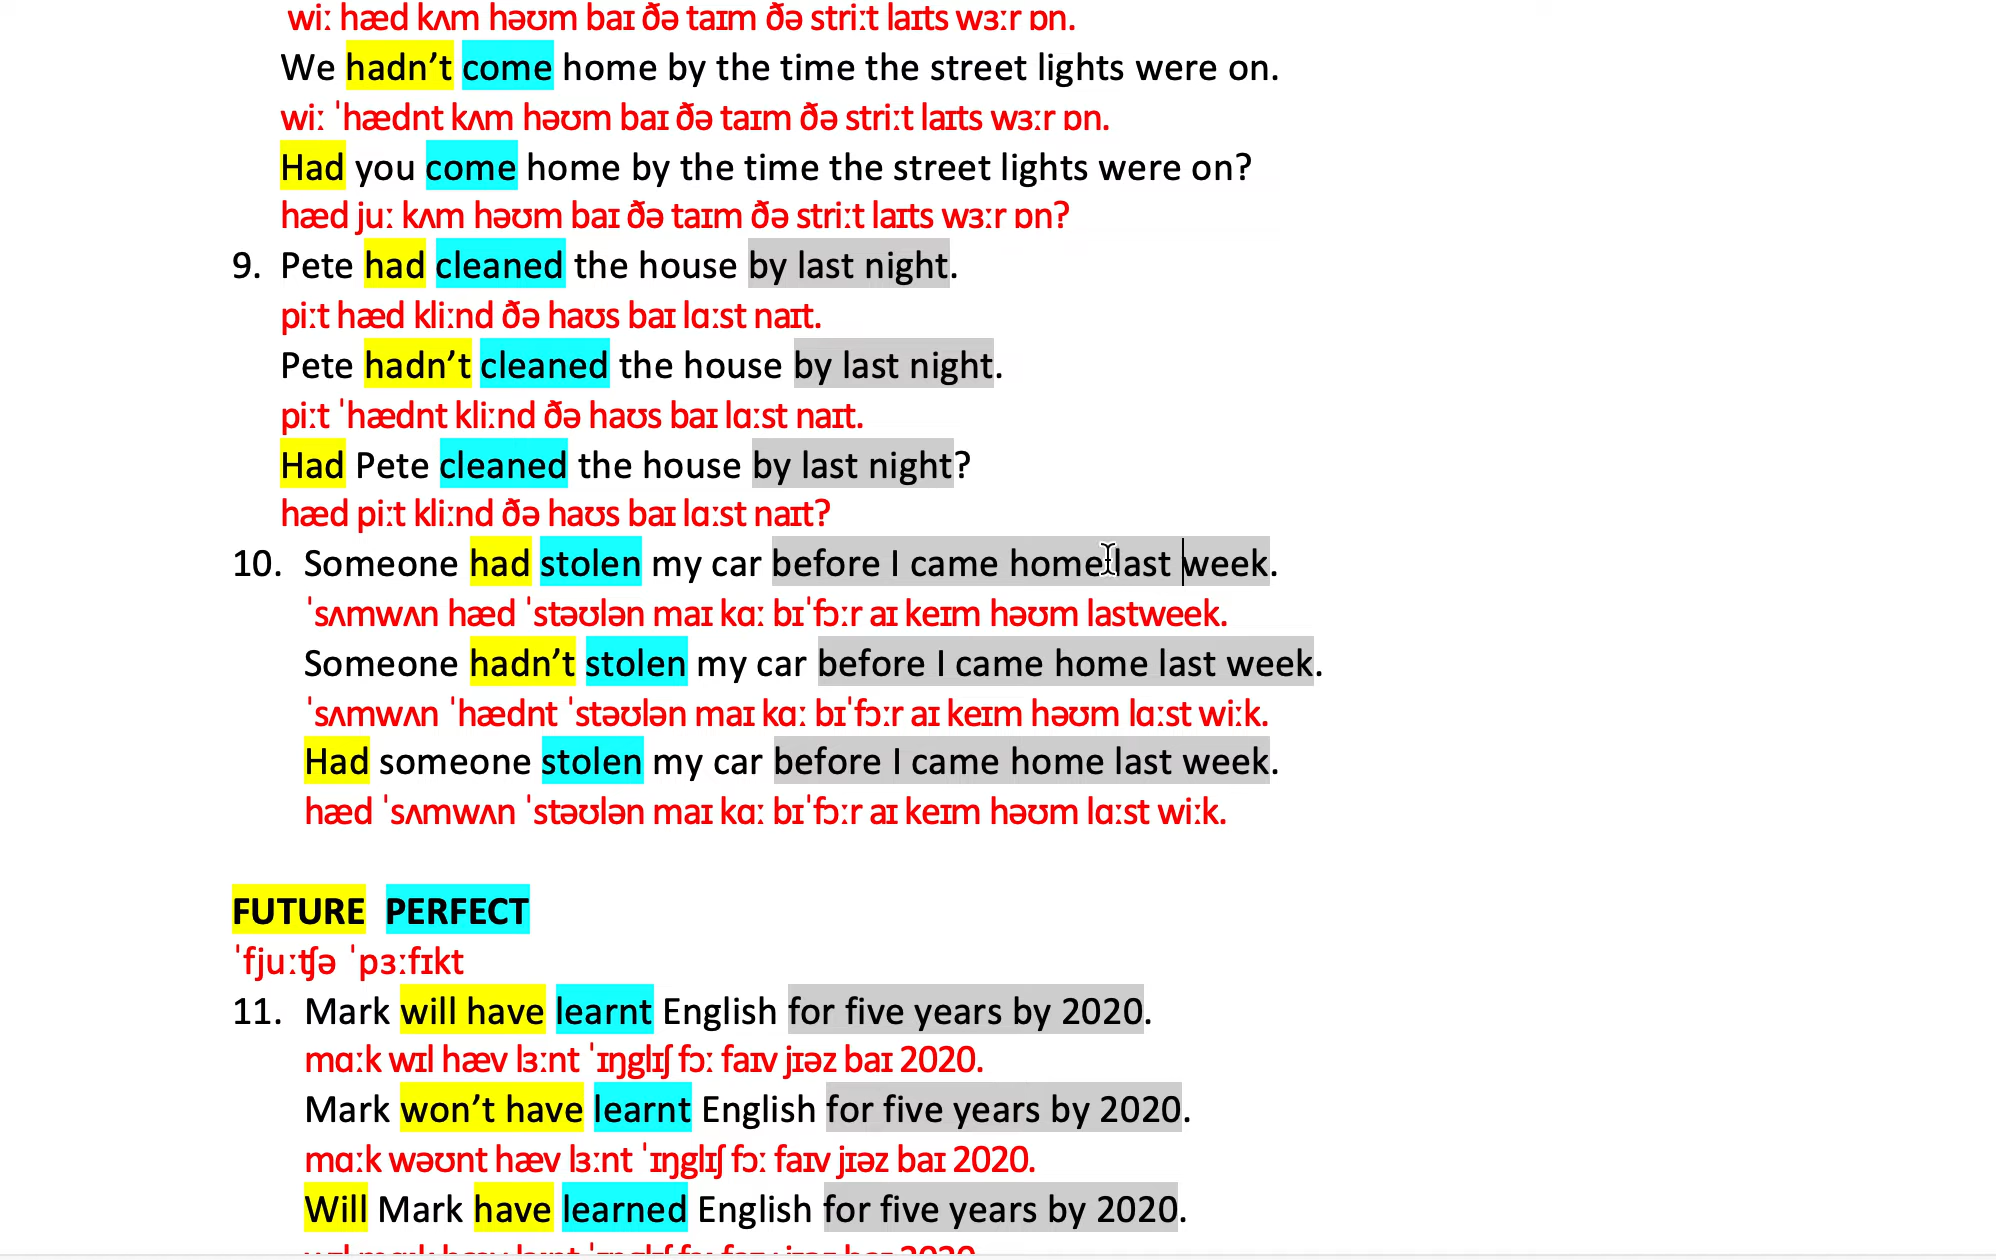 wiː hæd kʌm həʊm baɪ ðə taɪm ðə striːt laɪts wɜːr ɒn.
We hadn’t come home by the time the street lights were on.
wiː ˈhædnt kʌm həʊm baɪ ðə taɪm ðə striːt laɪts wɜːr ɒn.
Had you come home by the time the street lights were on?
hæd juː kʌm həʊm baɪ ðə taɪm ðə striːt laɪts wɜːr ɒn?
9. Pete had cleaned the house by last night.
piːt hæd kliːnd ðə haʊs baɪ lɑːst naɪt.
Pete hadn’t cleaned the house by last night.
piːt ˈhædnt kliːnd ðə haʊs baɪ lɑːst naɪt.
Had Pete cleaned the house by last night?
hæd piːt kliːnd ðə haʊs baɪ lɑːst naɪt?
10. Someone had stolen my car before I came home last week.
ˈsʌmwʌn hæd ˈstəʊlən maɪ kɑː bɪˈfɔːr aɪ keɪm həʊm lastweek.
Someone hadn’t stolen my car before I came home last week.
ˈsʌmwʌn ˈhædnt ˈstəʊlən maɪ kɑː bɪˈfɔːr aɪ keɪm həʊm lɑːst wiːk.
Had someone stolen my car before I came home last week.
hæd ˈsʌmwʌn ˈstəʊlən maɪ kɑː bɪˈfɔːr aɪ keɪm həʊm lɑːst wiːk.
FUTURE PERFECT
ˈfjuːʧə ˈpɜːfɪkt
11. Mark will have learnt English for five years by 2020.
mɑːk wɪl hæv lɜːnt ˈɪŋglɪʃ fɔː faɪv jɪəz baɪ 2020.
Mark won’t have learnt English for five years by 2020.
mɑːk wəʊnt hæv lɜːnt ˈɪŋglɪʃ fɔː faɪv jɪəz baɪ 2020.
Will Mark have learned English for five years by 2020.